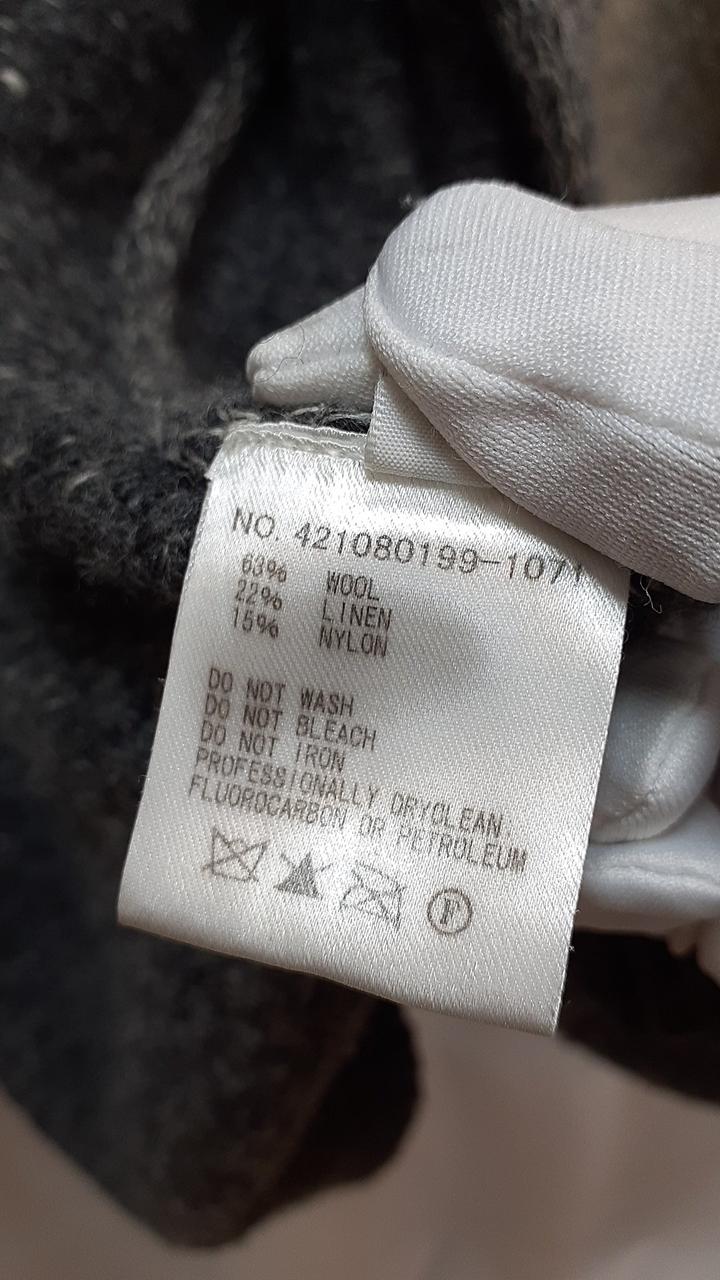 NO. 421080199-1071
63% WOOL
22% LINEN
15% NYLON
DO NOT WASH
DO NOT BLEACH
DO NOT IRON
PROFESSIONALLY DRYCLEAN.
FLUOROCARBON OR PETROLEUM
F